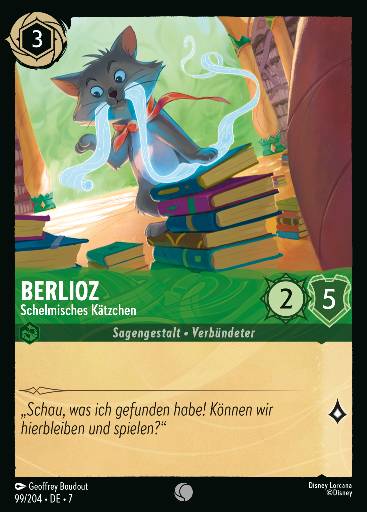 3
BERLIOZ
Schelmisches Kätzchen
2
5
Sagengestalt • Verbündeter
„Schau, was ich gefunden habe! Können wir
hierbleiben und spielen?“
Geoffrey Baudout
99/204 • DE • 7
Disney Lorcana
©Disney